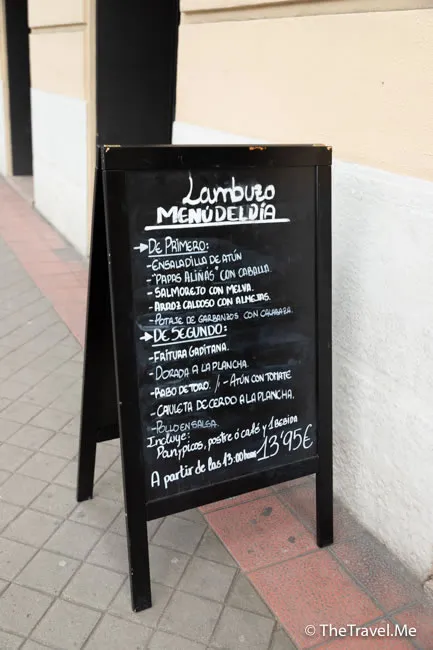 Lambuzo
MENÚ DEL DÍA
→DE PRIMERO:
-ENSALADILLA DE ATÚN
-"PAPAS ALIÑÁS" CON CABALLA.
-SALMOREJO CON MELVA.
-ARROZ CALDOSO CON ALMEJAS.
-POTAJE DE GARBANZOS CON CALABAZA.
→DE SEGUNDO:
-FRITURA GADITANA.
-DORADA A LA PLANCHA.
-RABO DE TORO. /-ATÚN CON TOMATE
-CARRILLETA DE CERDO A LA PLANCHA.
-POLLO EN SALSA.
Incluye:
Pan, picos, postre ó café y 1 BEBIDA
13'95€
A partir de las 13:00 horas
©TheTravel.Me